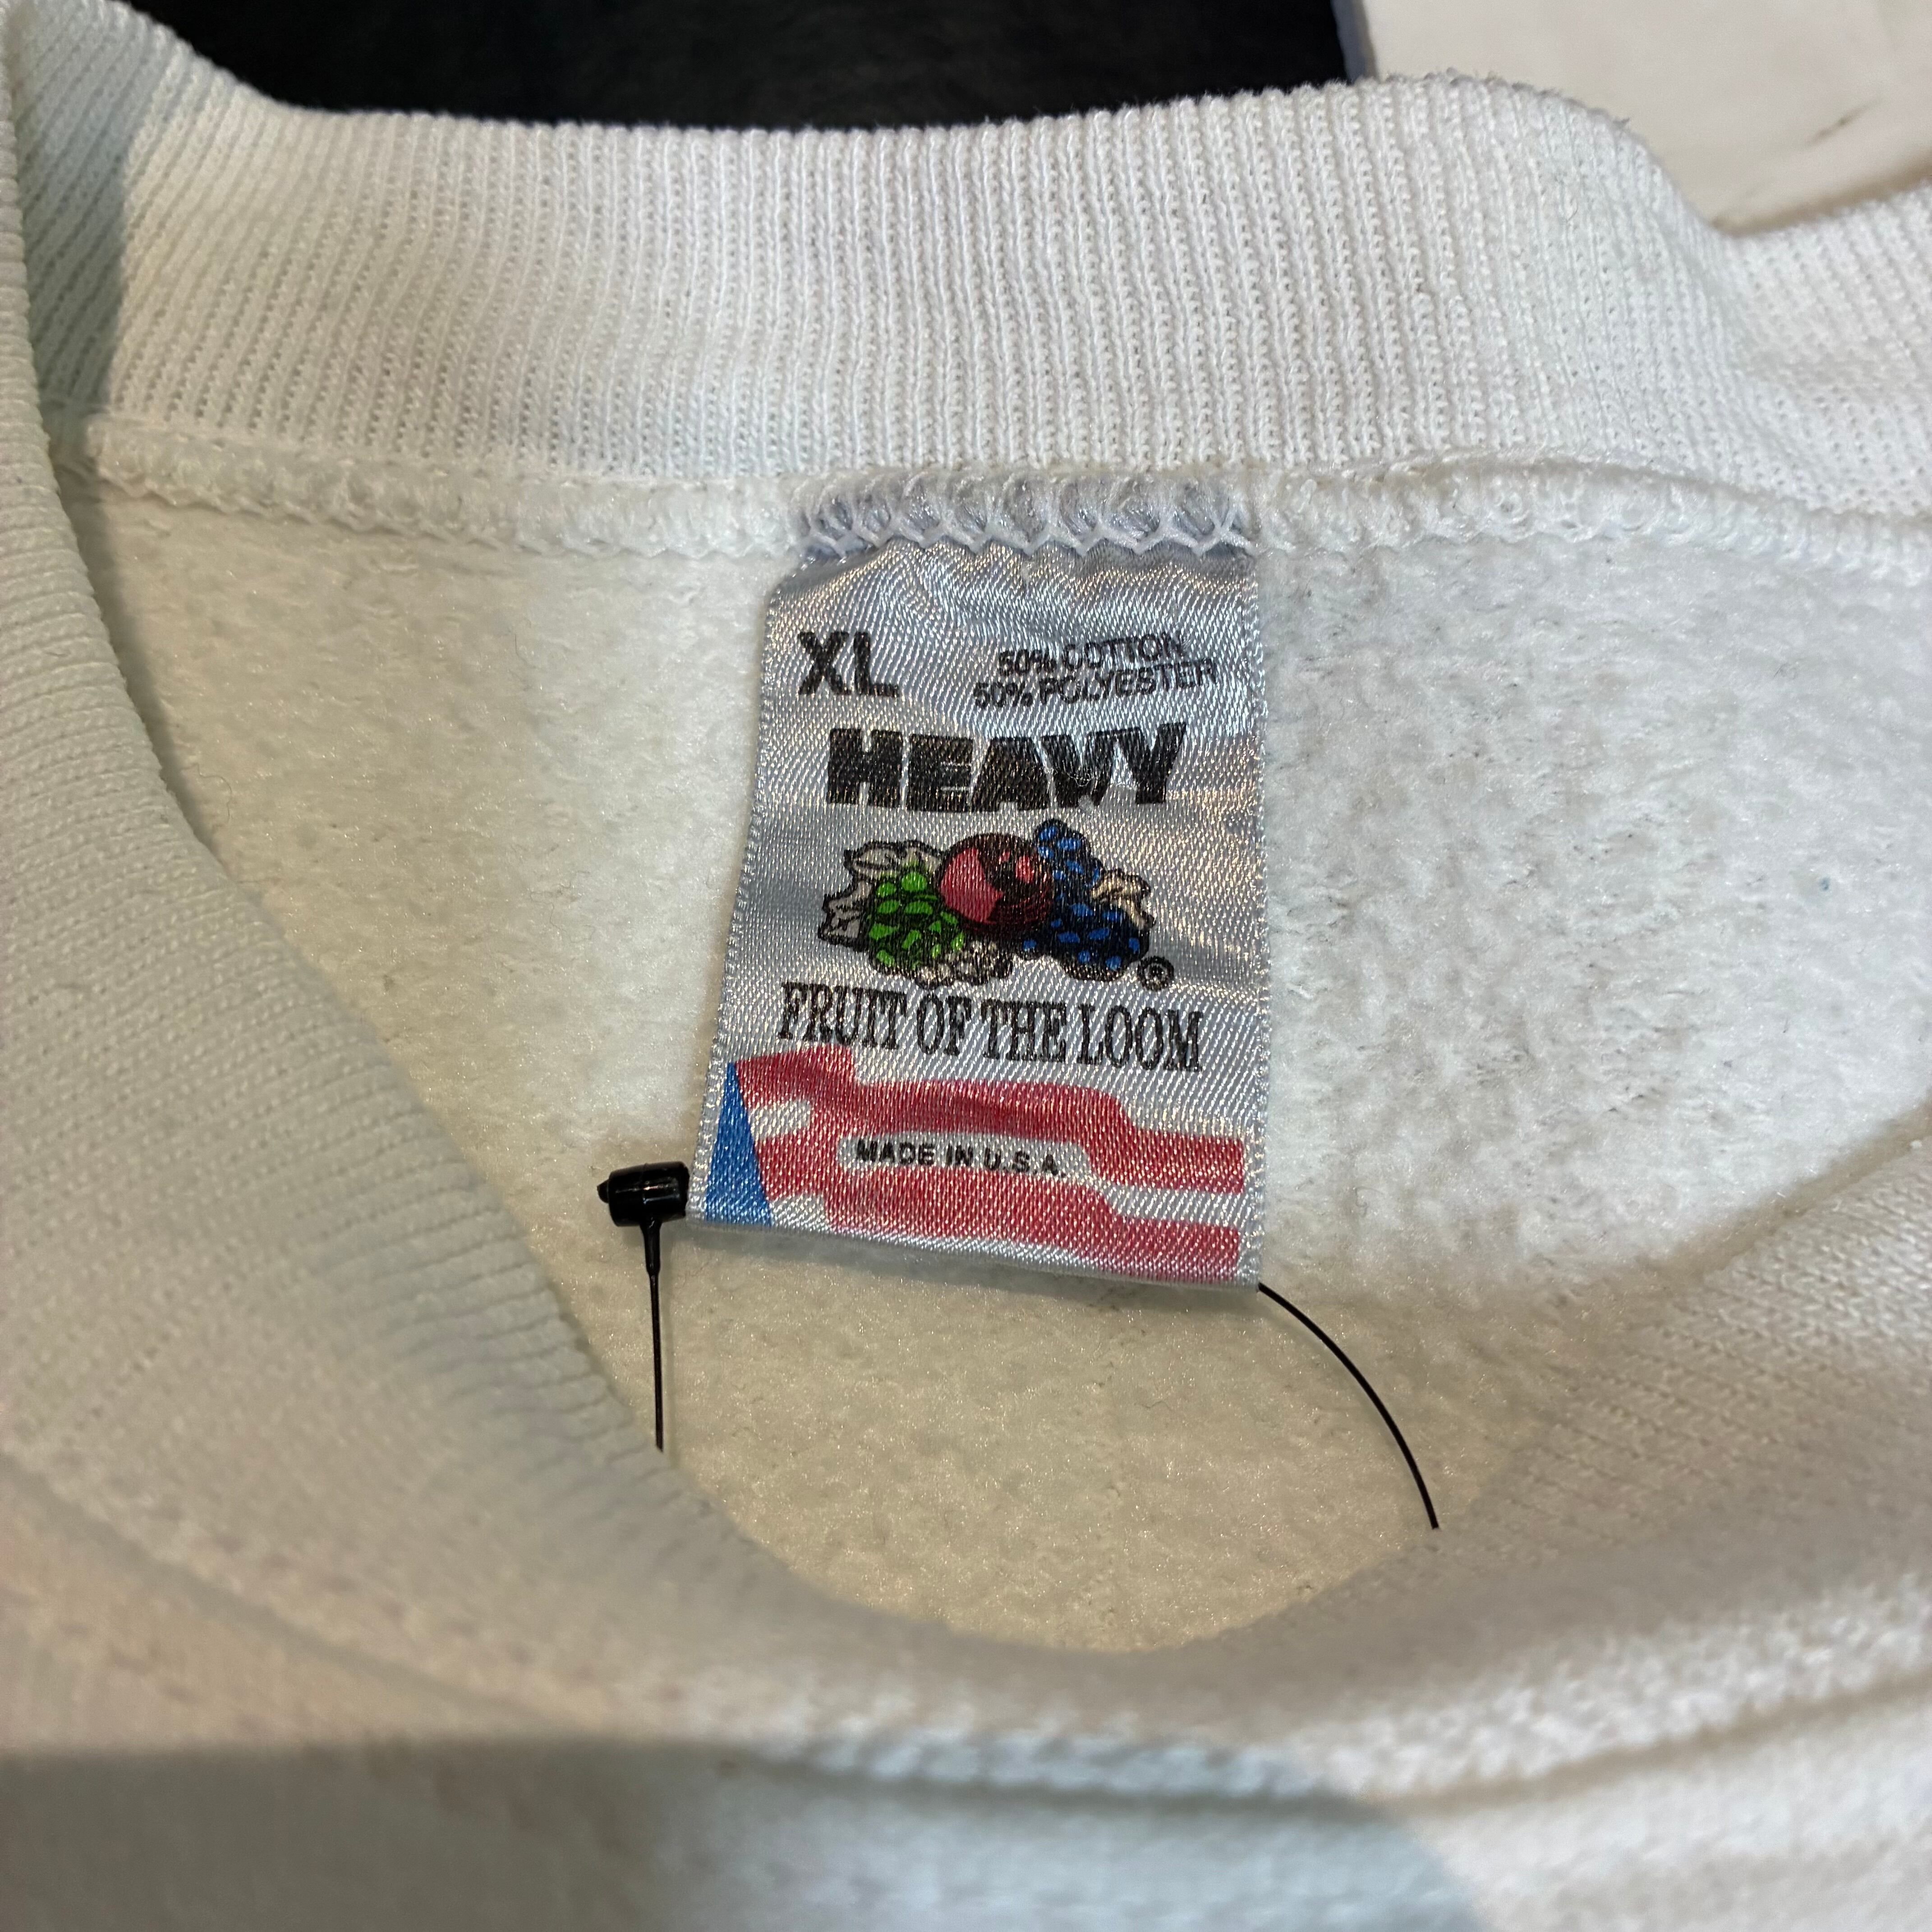 XL
50% COTTON
50% POLYESTER
HEAVY
®
FRUIT OF THE LOOM
MADE IN U.S.A.